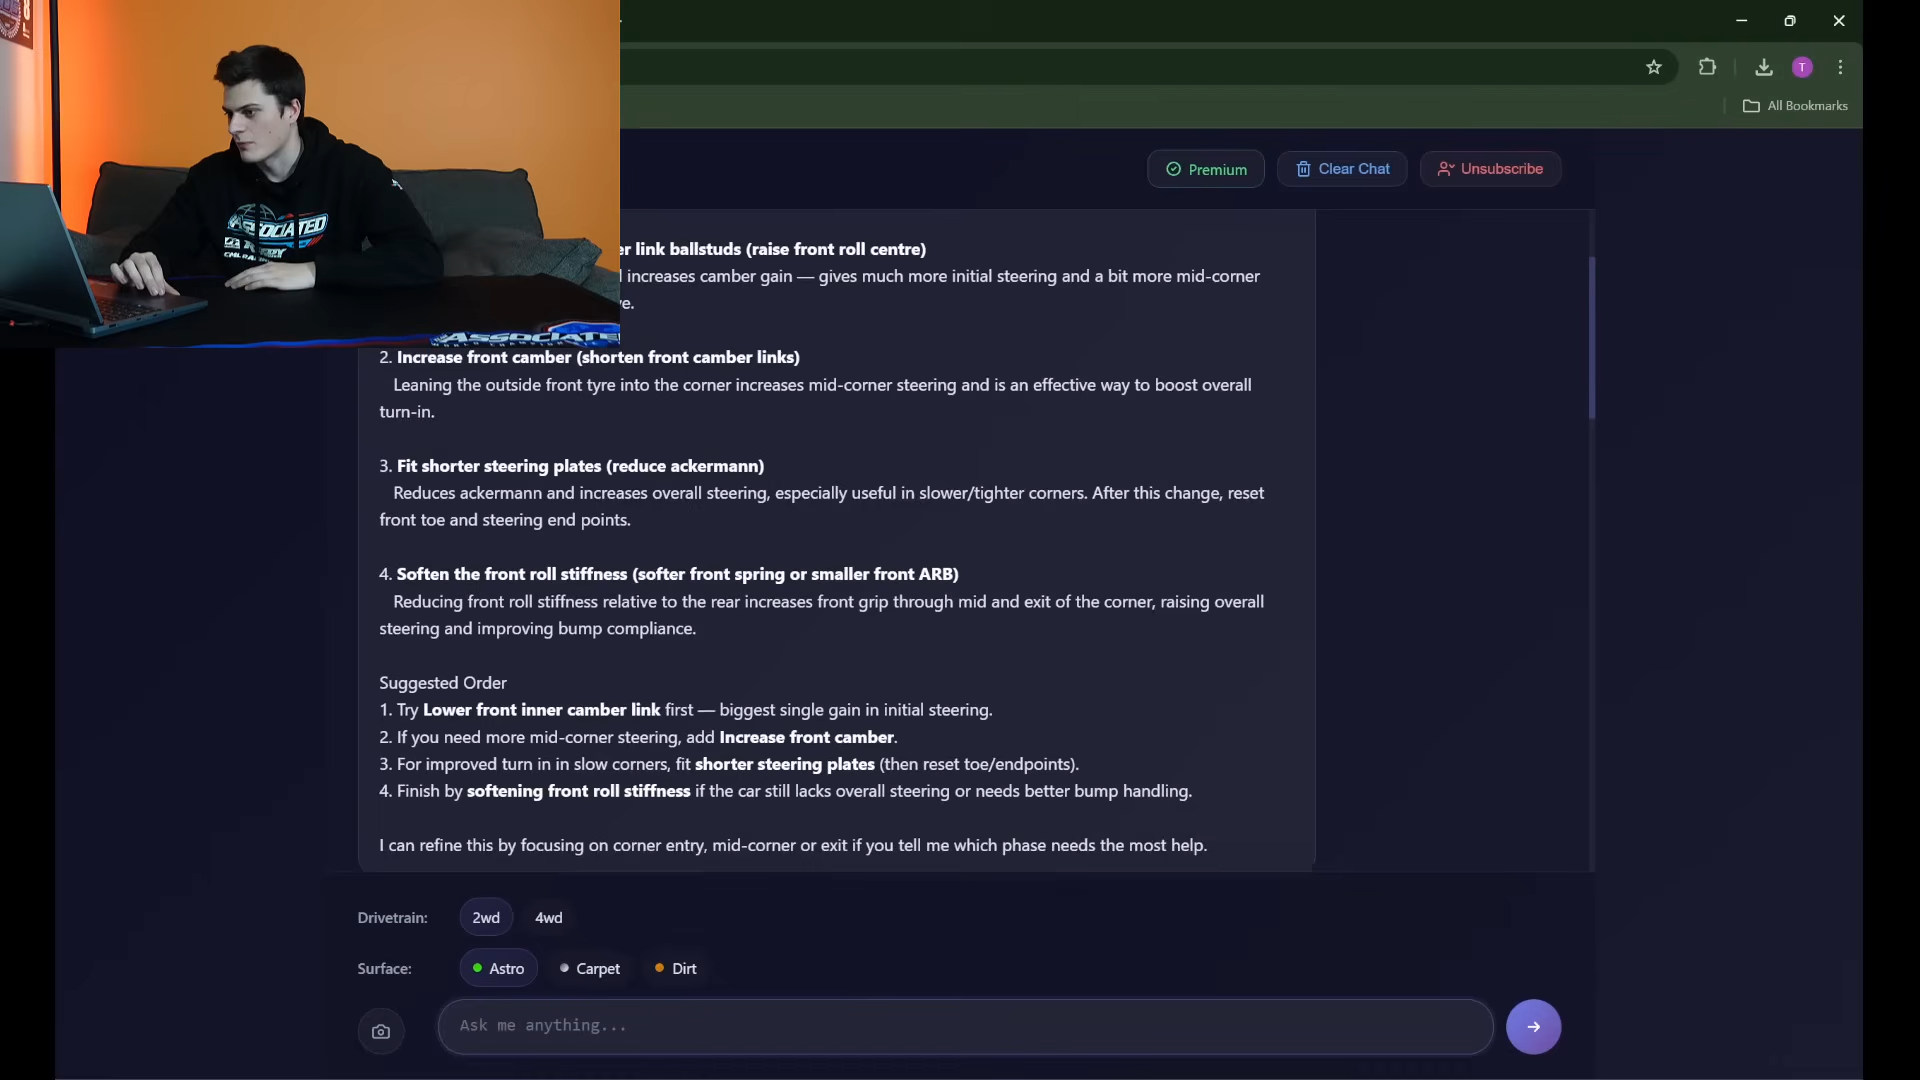 T
All Bookmarks
Premium
Clear Chat
Unsubscribe
link ballstuds (raise front roll centre)
increases camber gain — gives much more initial steering and a bit more mid-corner
2. Increase front camber (shorten front camber links)
Leaning the outside front tyre into the corner increases mid-corner steering and is an effective way to boost overall
turn-in.
3. Fit shorter steering plates (reduce ackermann)
Reduces ackermann and increases overall steering, especially useful in slower/tighter corners. After this change, reset
front toe and steering end points.
4. Soften the front roll stiffness (softer front spring or smaller front ARB)
Reducing front roll stiffness relative to the rear increases front grip through mid and exit of the corner, raising overall
steering and improving bump compliance.
Suggested Order
1. Try Lower front inner camber link first — biggest single gain in initial steering.
2. If you need more mid-corner steering, add Increase front camber.
3. For improved turn in in slow corners, fit shorter steering plates (then reset toe/endpoints).
4. Finish by softening front roll stiffness if the car still lacks overall steering or needs better bump handling.
I can refine this by focusing on corner entry, mid-corner or exit if you tell me which phase needs the most help.
Drivetrain: 2wd 4wd
Surface: Astro Carpet Dirt
Ask me anything...
ASSOCIATED
ASSOCIATE